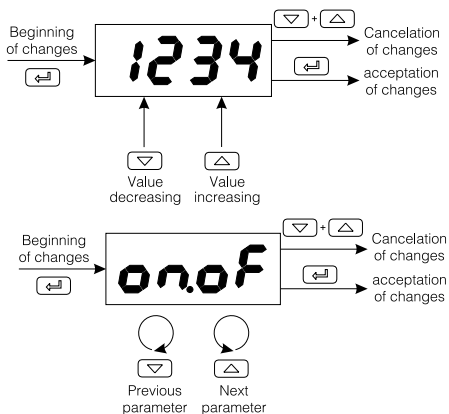 Beginning
of changes
1234
+
Cancelation
of changes
acceptation
of changes
Value
decreasing
Value
increasing
Beginning
of changes
on.oF
+
Cancelation
of changes
acceptation
of changes
Previous
parameter
Next
parameter